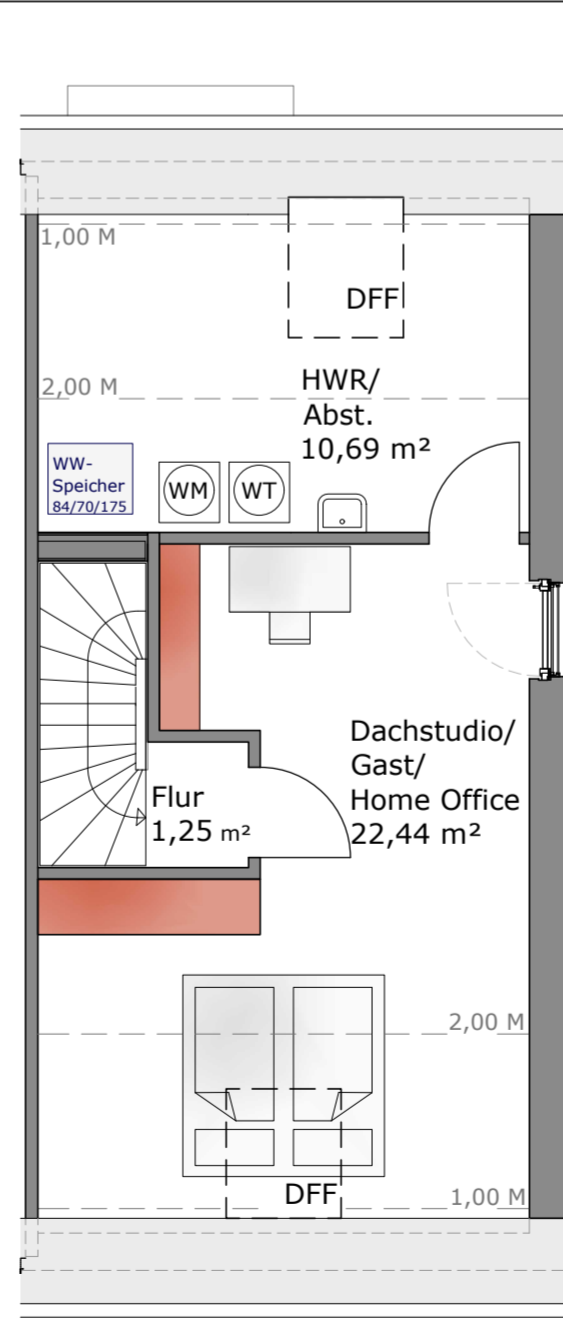 1,00 M
DFF
2,00 M
HWR/
Abst.
10,69 m²
WW-
Speicher
84/70/175
WM
WT
Dachstudio/
Gast/
Home Office
22,44 m²
Flur
1,25 m²
2,00 M
DFF
1,00 M